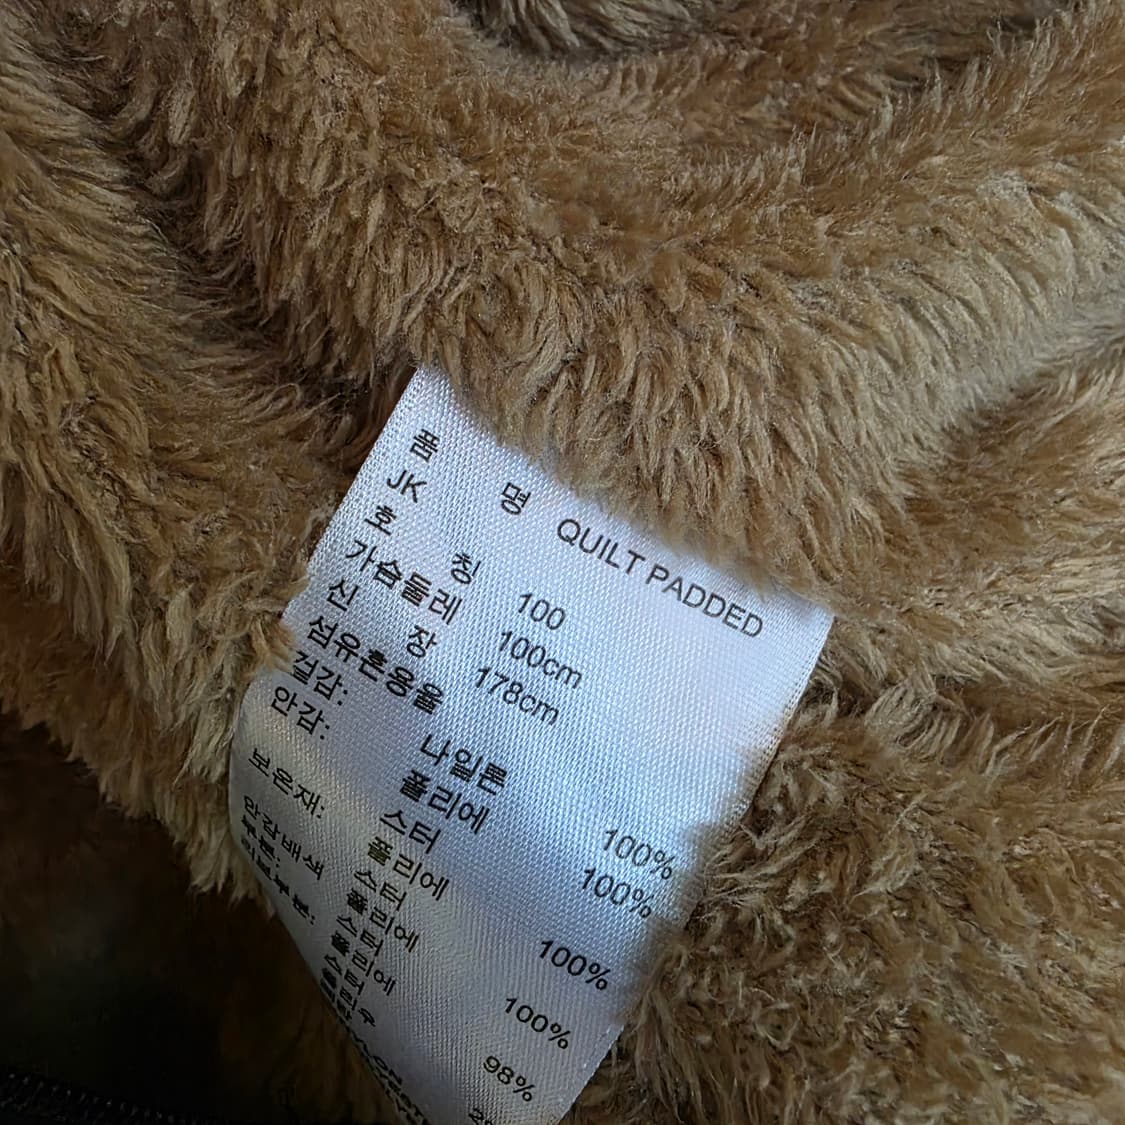 품 명 QUILT PADDED
JK
호 칭 100
가슴둘레 100cm
신 장 178cm
섬유혼용율
겉감: 나일론 100%
안감: 폴리에 100%
스터
보온재: 폴리에 100%
스터
안감배색 폴리에 100%
부분: 스터
폴리에 98%
스터